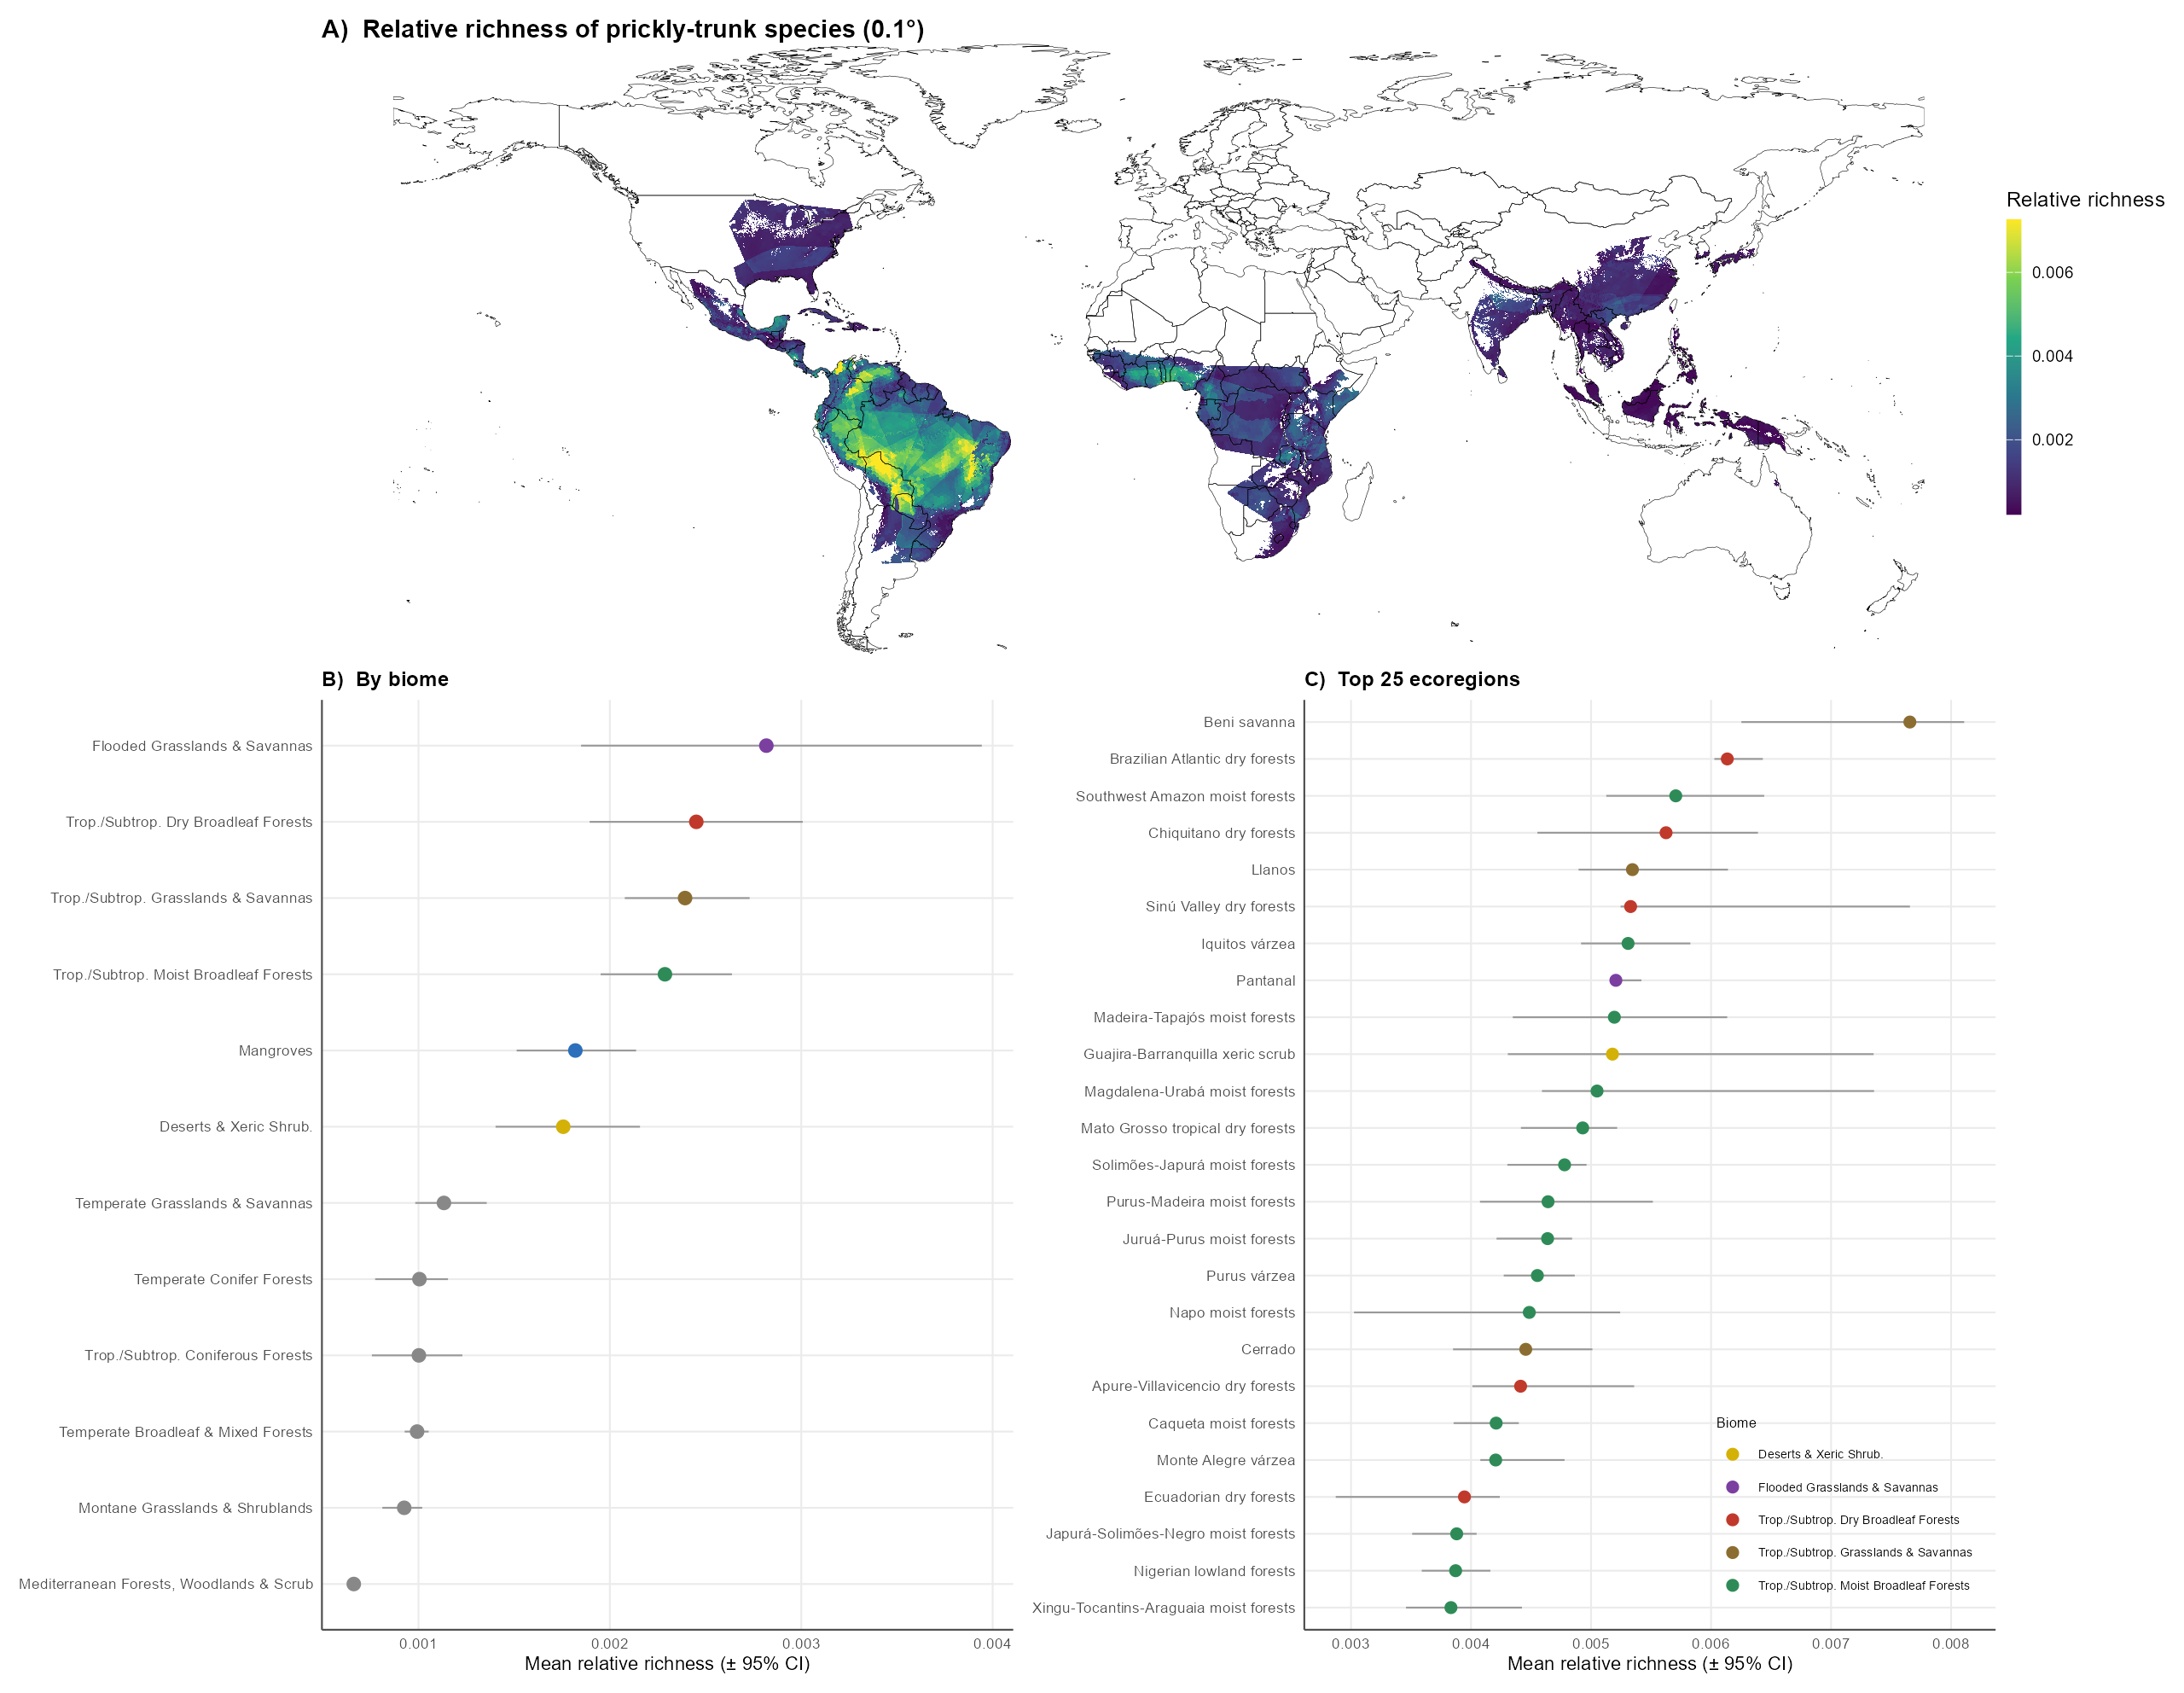 A)  Relative richness of prickly-trunk species (0.1°)
Relative richness
0.006
0.004
0.002
B)  By biome
Flooded Grasslands & Savannas
Trop./Subtrop. Dry Broadleaf Forests
Trop./Subtrop. Grasslands & Savannas
Trop./Subtrop. Moist Broadleaf Forests
Mangroves
Deserts & Xeric Shrub.
Temperate Grasslands & Savannas
Temperate Conifer Forests
Trop./Subtrop. Coniferous Forests
Temperate Broadleaf & Mixed Forests
Montane Grasslands & Shrublands
Mediterranean Forests, Woodlands & Scrub
0.001
0.002
0.003
0.004
Mean relative richness (± 95% CI)
C)  Top 25 ecoregions
Beni savanna
Brazilian Atlantic dry forests
Southwest Amazon moist forests
Chiquitano dry forests
Llanos
Sinú Valley dry forests
Iquitos várzea
Pantanal
Madeira-Tapajós moist forests
Guajira-Barranquilla xeric scrub
Magdalena-Urabá moist forests
Mato Grosso tropical dry forests
Solimões-Japurá moist forests
Purus-Madeira moist forests
Juruá-Purus moist forests
Purus várzea
Napo moist forests
Cerrado
Apure-Villavicencio dry forests
Caqueta moist forests
Monte Alegre várzea
Ecuadorian dry forests
Japurá-Solimões-Negro moist forests
Nigerian lowland forests
Xingu-Tocantins-Araguaia moist forests
Biome
Deserts & Xeric Shrub.
Flooded Grasslands & Savannas
Trop./Subtrop. Dry Broadleaf Forests
Trop./Subtrop. Grasslands & Savannas
Trop./Subtrop. Moist Broadleaf Forests
0.003
0.004
0.005
0.006
0.007
0.008
Mean relative richness (± 95% CI)